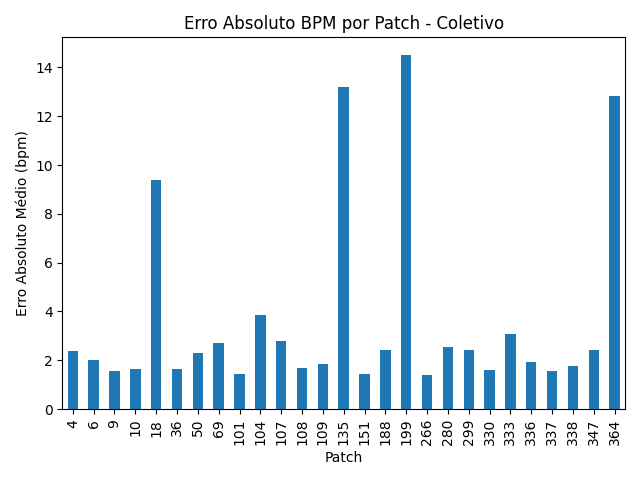 Erro Absoluto BPM por Patch - Coletivo
Erro Absoluto Médio (bpm)
14
12
10
8
6
4
2
0
4 6 9 10 18 36 50 69 101 104 107 108 109 135 151 188 199 266 280 299 330 333 336 337 338 347 364
Patch